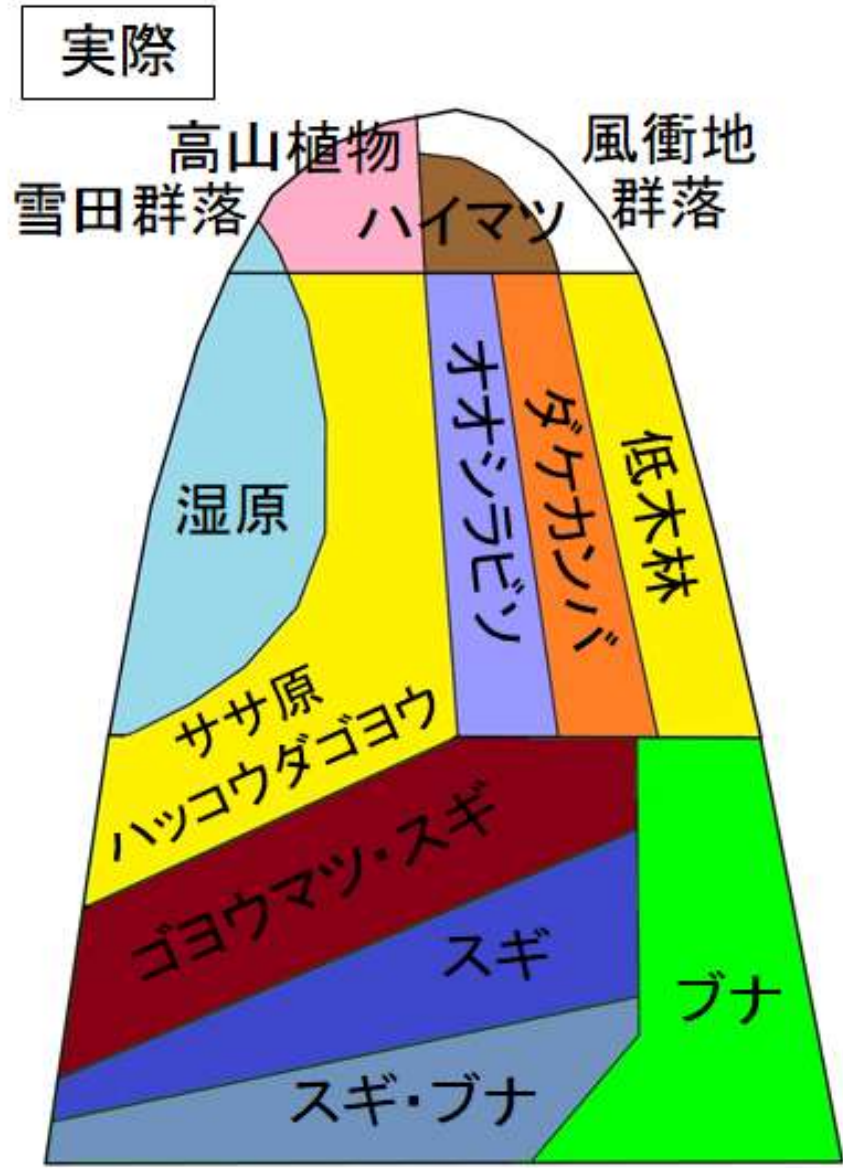 実際
高山植物
雪田群落
風衝地
群落
ハイマツ
湿原
オオシラビソ
ダケカンバ
低木林
ササ原
ハッコウダゴヨウ
ゴヨウマツ・スギ
スギ
ブナ
スギ・ブナ